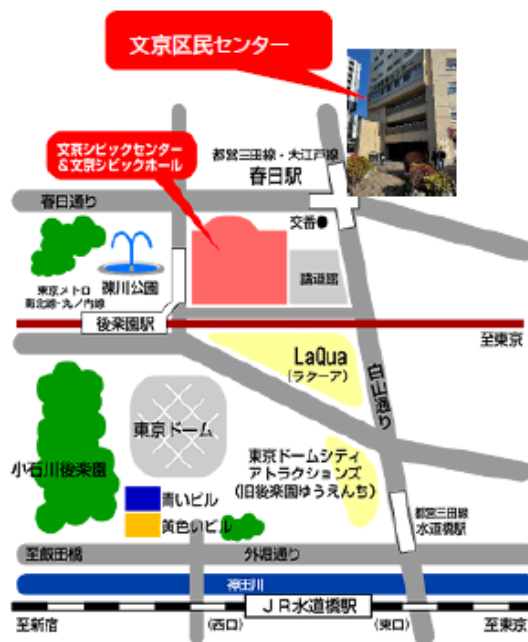 文京区民センター
文京シビックセンター
&文京シビックホール
都営三田線・大江戸線
春日駅
春日通り
交番
講道館
礫川公園
東京メトロ
南北線・丸ノ内線
後楽園駅
至東京
LaQua
(ラクーア)
白山通り
東京ドーム
小石川後楽園
東京ドームシティ
アトラクションズ
(旧後楽園ゆうえんち)
青いビル
黄色いビル
都営三田線
水道橋駅
至飯田橋
外堀通り
神田川
JR水道橋駅
至新宿
(西口)
(東口)
至東京